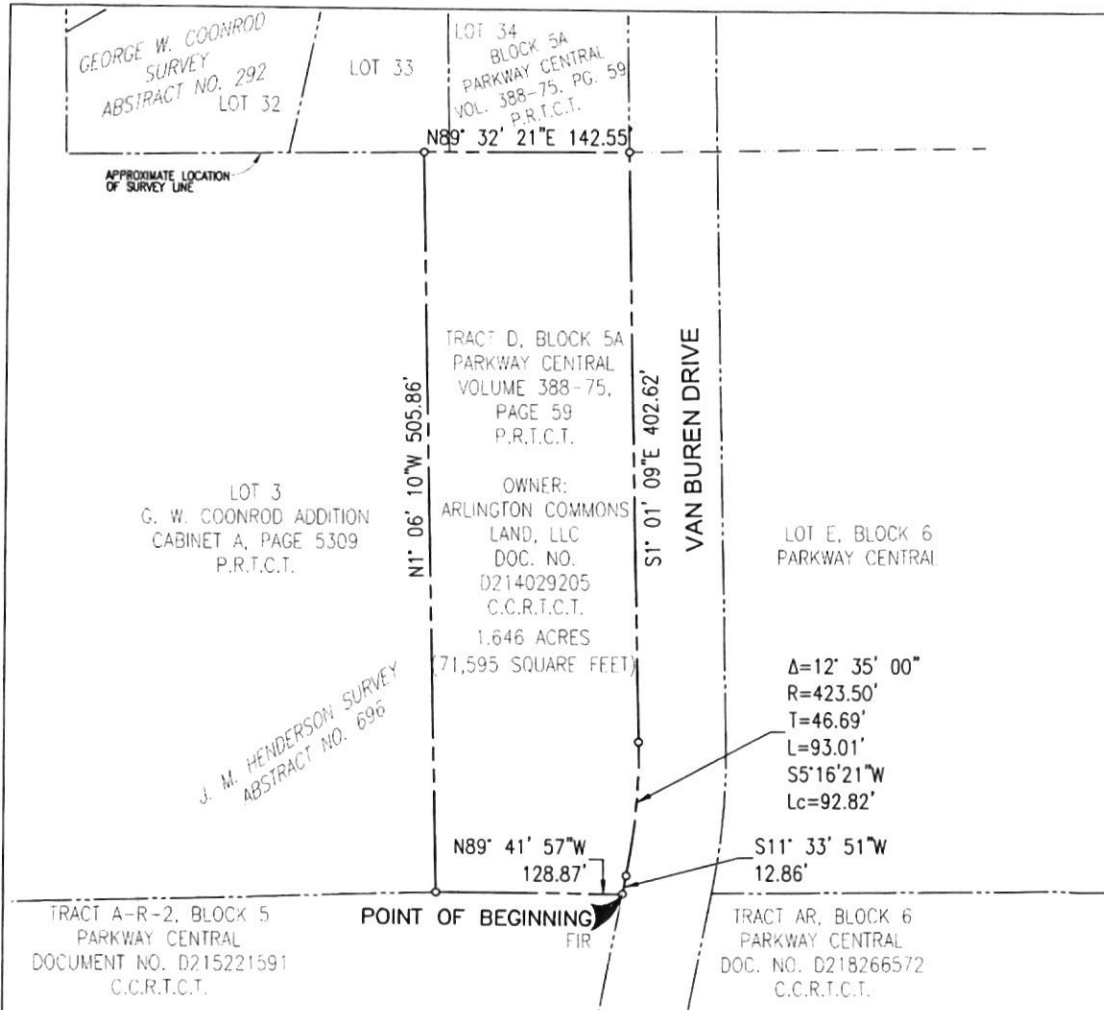 GEORGE W. COONROD
SURVEY
ABSTRACT NO. 292
LOT 32
LOT 33
LOT 34
BLOCK 5A
PARKWAY CENTRAL
VOL. 388-75, PG. 59
P.R.T.C.T.
N89° 32' 21"E 142.55'
APPROXIMATE LOCATION
OF SURVEY LINE
TRACT D, BLOCK 5A
PARKWAY CENTRAL
VOLUME 388-75,
PAGE 59
P.R.T.C.T.
OWNER:
ARLINGTON COMMONS
LAND, LLC
DOC. NO.
D214029205
C.C.R.T.C.T.
1.646 ACRES
(71,595 SQUARE FEET)
N1° 06' 10"W 505.86'
S1° 01' 09"E 402.62'
VAN BUREN DRIVE
LOT 3
G. W. COONROD ADDITION
CABINET A, PAGE 5309
P.R.T.C.T.
LOT E, BLOCK 6
PARKWAY CENTRAL
J. M. HENDERSON SURVEY
ABSTRACT NO. 696
Δ=12° 35' 00"
R=423.50'
T=46.69'
L=93.01'
S5°16'21"W
Lc=92.82'
N89° 41' 57"W
128.87'
S11° 33' 51"W
12.86'
POINT OF BEGINNING
FIR
TRACT A-R-2, BLOCK 5
PARKWAY CENTRAL
DOCUMENT NO. D215221591
C.C.R.T.C.T.
TRACT AR, BLOCK 6
PARKWAY CENTRAL
DOC. NO. D218266572
C.C.R.T.C.T.